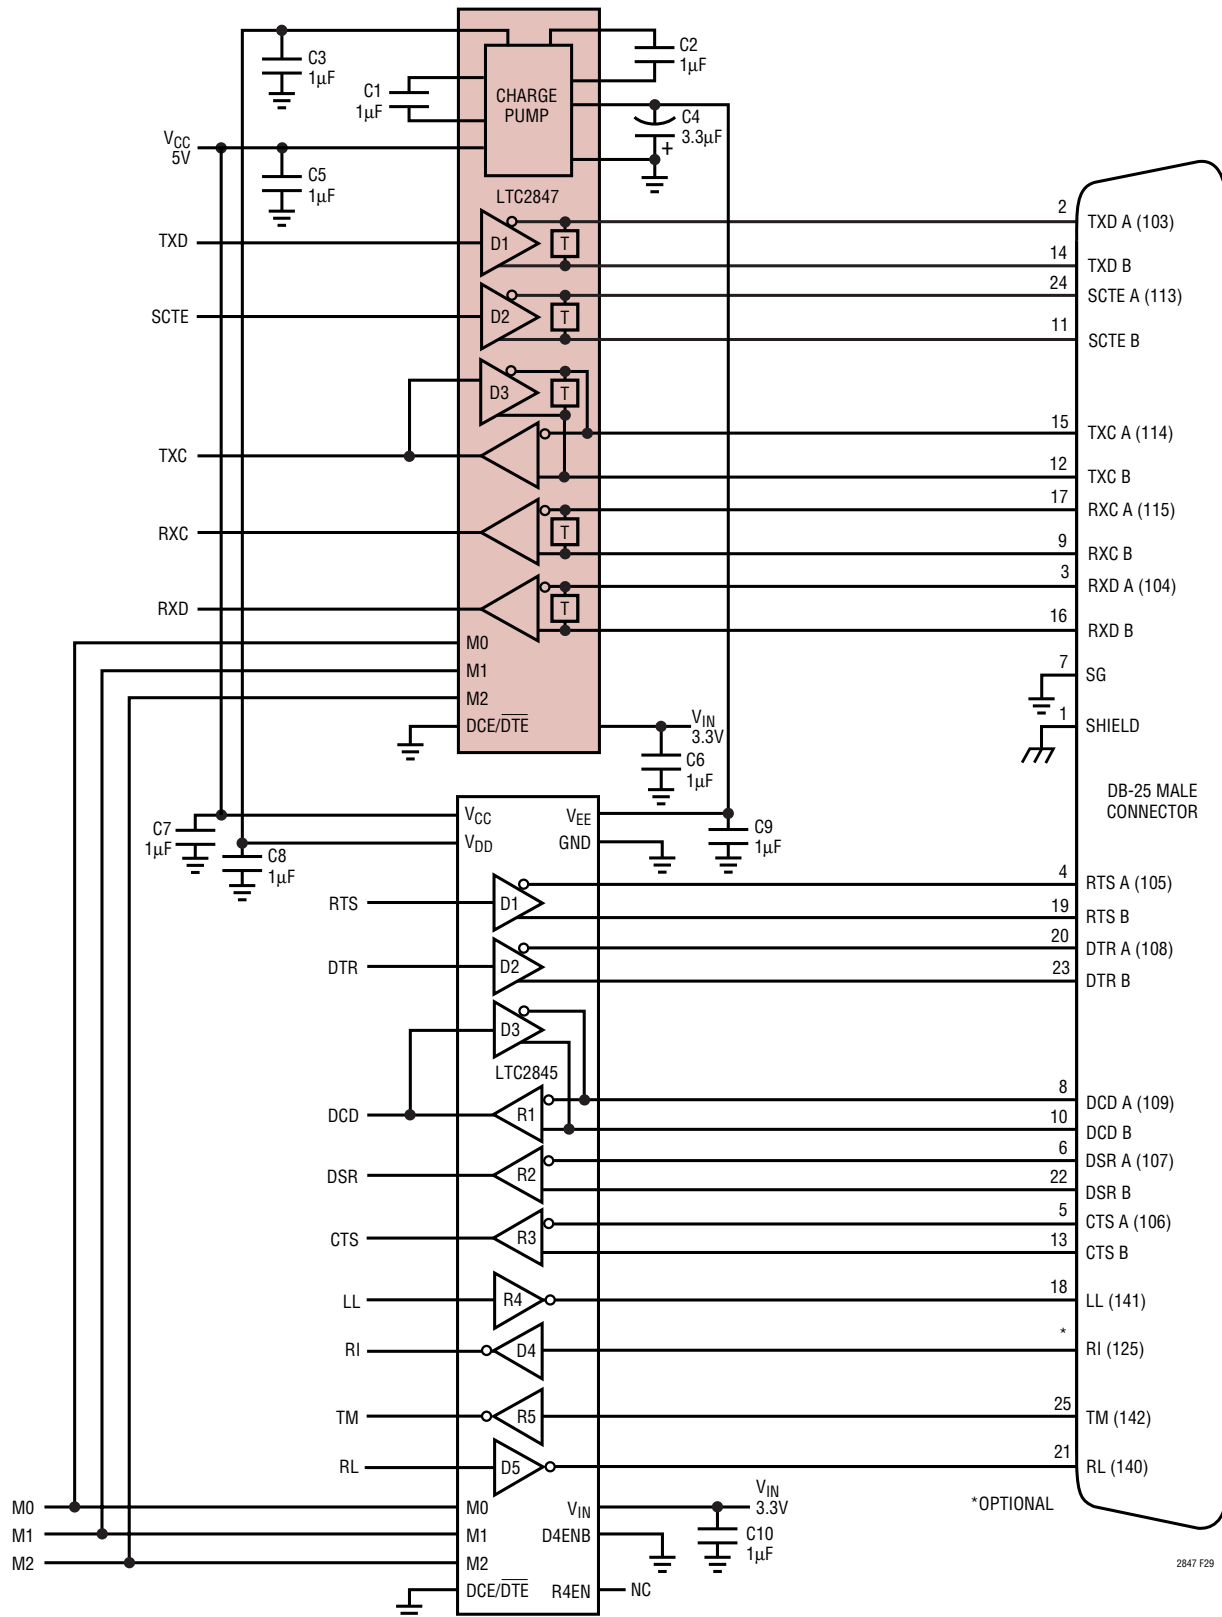 C3
1µF
C2
1µF
C1
1µF
CHARGE
PUMP
C4
3.3µF
+
VCC
5V
C5
1µF
LTC2847
TXD
D1
T
2
TXD A (103)
14
TXD B
SCTE
D2
T
24
SCTE A (113)
11
SCTE B
D3
T
TXC
15
TXC A (114)
12
TXC B
RXC
T
17
RXC A (115)
9
RXC B
RXD
T
3
RXD A (104)
16
RXD B
M0
M1
M2
DCE/DTE
VIN
3.3V
C6
1µF
7
SG
1
SHIELD
DB-25 MALE
CONNECTOR
C7
1µF
C8
1µF
VCC
VDD
VEE
GND
C9
1µF
RTS
D1
4
RTS A (105)
19
RTS B
DTR
D2
20
DTR A (108)
23
DTR B
D3
LTC2845
DCD
R1
8
DCD A (109)
10
DCD B
DSR
R2
6
DSR A (107)
22
DSR B
CTS
R3
5
CTS A (106)
13
CTS B
LL
R4
18
LL (141)
RI
D4
*
RI (125)
TM
R5
25
TM (142)
RL
D5
21
RL (140)
*OPTIONAL
M0
M1
M2
M0
M1
M2
DCE/DTE
VIN
D4ENB
R4EN
VIN
3.3V
C10
1µF
NC
2847 F29